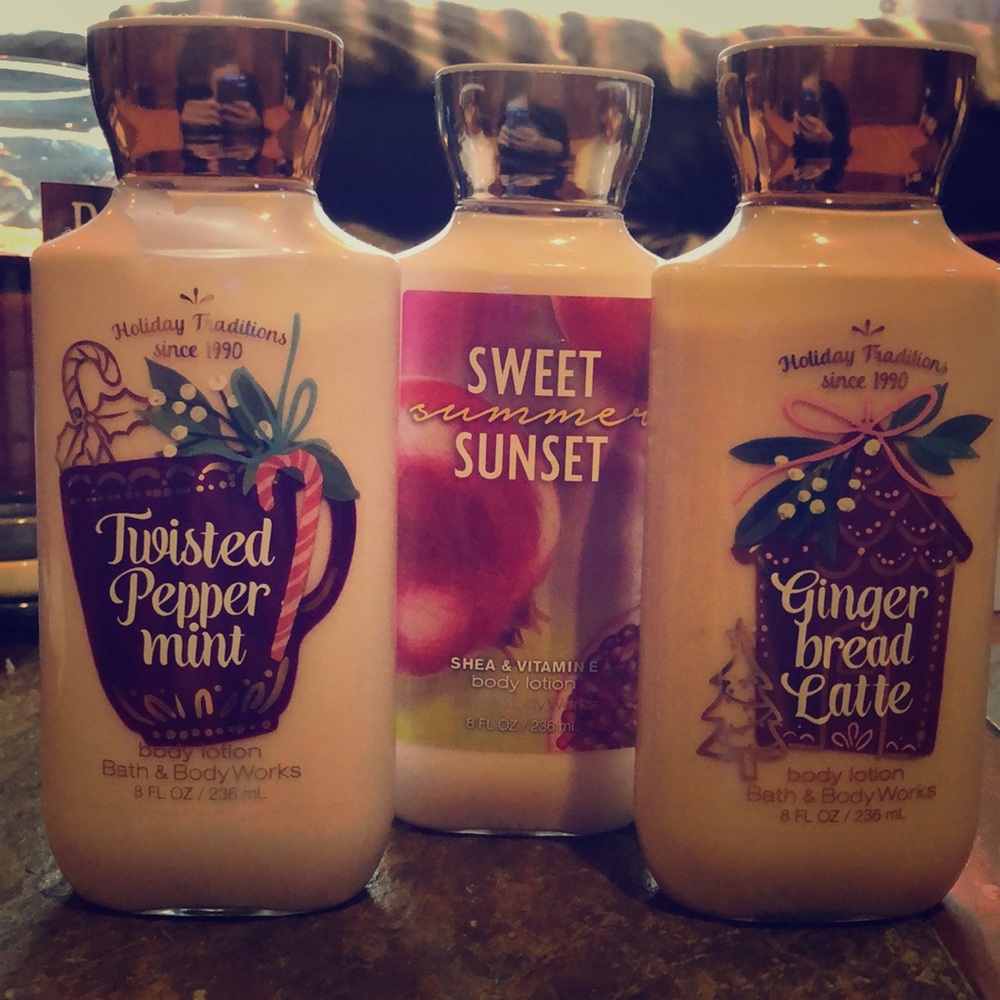 Holiday Traditions
since 1990
Twisted
Pepper
mint
body lotion
Bath & Body Works
8 FL OZ / 236 mL
SWEET
summer
SUNSET
SHEA & VITAMIN E
body lotion
8 FL OZ / 236 mL
Holiday Traditions
since 1990
Ginger
bread
Latte
body lotion
Bath & Body Works
8 FL OZ / 236 mL